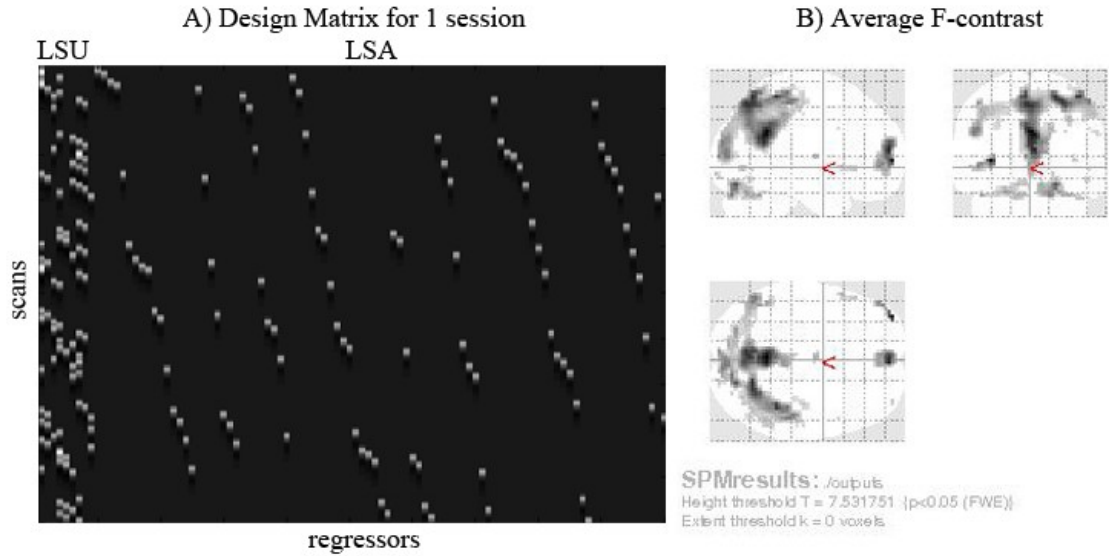 A) Design Matrix for 1 session
LSU
LSA
scans
regressors
B) Average F-contrast
<
<
<
SPMresults: ./outputs
Height threshold T = 7.531751 {p<0.05 (FWE)}
Extent threshold k = 0 voxels